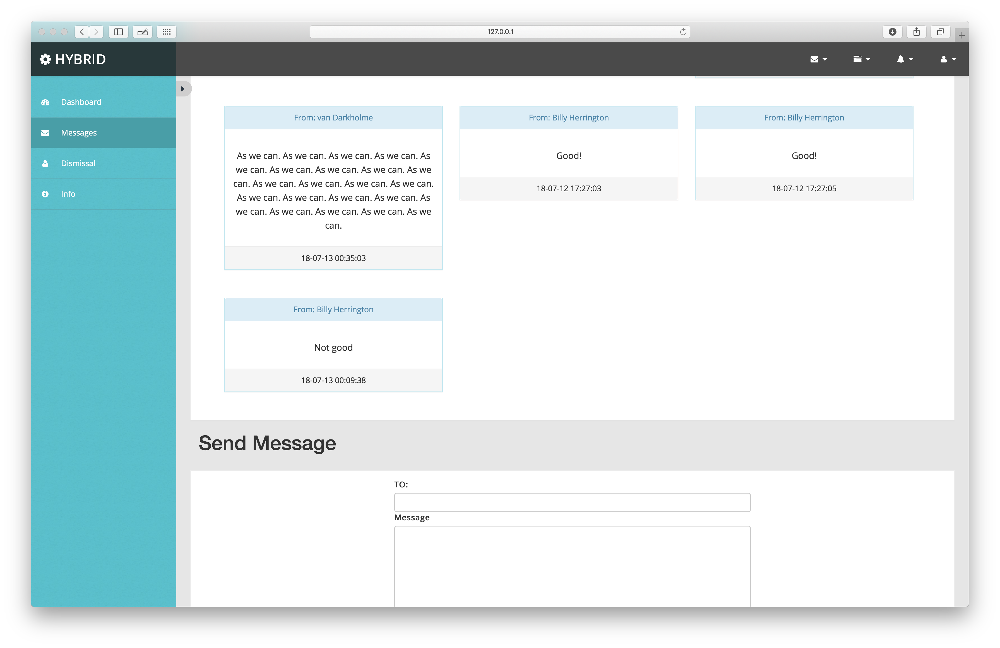 127.0.0.1
HYBRID
Dashboard
Messages
Dismissal
Info
From: van Darkholme
As we can. As we can. As we can. As we can. As
we can. As we can. As we can. As we can. As we
can. As we can. As we can. As we can. As we can.
As we can. As we can. As we can. As we can. As
we can. As we can. As we can. As we can. As we
can.
18-07-13 00:35:03
From: Billy Herrington
Good!
18-07-12 17:27:03
From: Billy Herrington
Good!
18-07-12 17:27:05
From: Billy Herrington
Not good
18-07-13 00:09:38
Send Message
TO:
Message